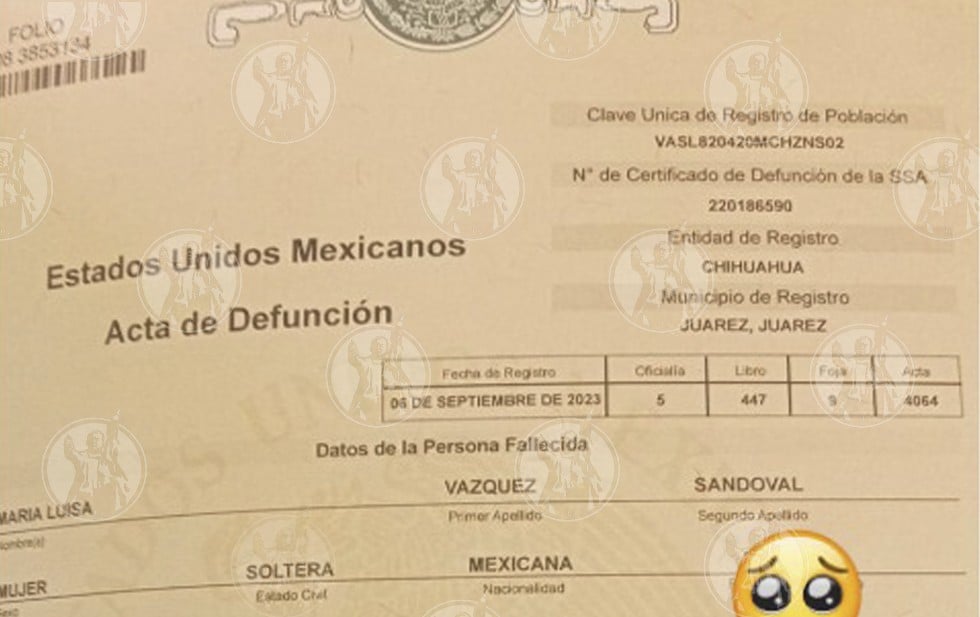 FOLIO
3853134
Clave Unica de Registro de Población
VASL820420MCHZNS02
N° de Certificado de Defunción de la SSA
220186590
Entidad de Registro
CHIHUAHUA
Municipio de Registro
JUAREZ, JUAREZ
Estados Unidos Mexicanos
Acta de Defunción
Fecha de Registro Oficialía Libro Foja Acta
06 DE SEPTIEMBRE DE 2023 5 447 9 4064
Datos de la Persona Fallecida
MARIA LUISA VAZQUEZ SANDOVAL
Nombre(s) Primer Apellido Segundo Apellido
MUJER SOLTERA MEXICANA
Sexo Estado Civil Nacionalidad